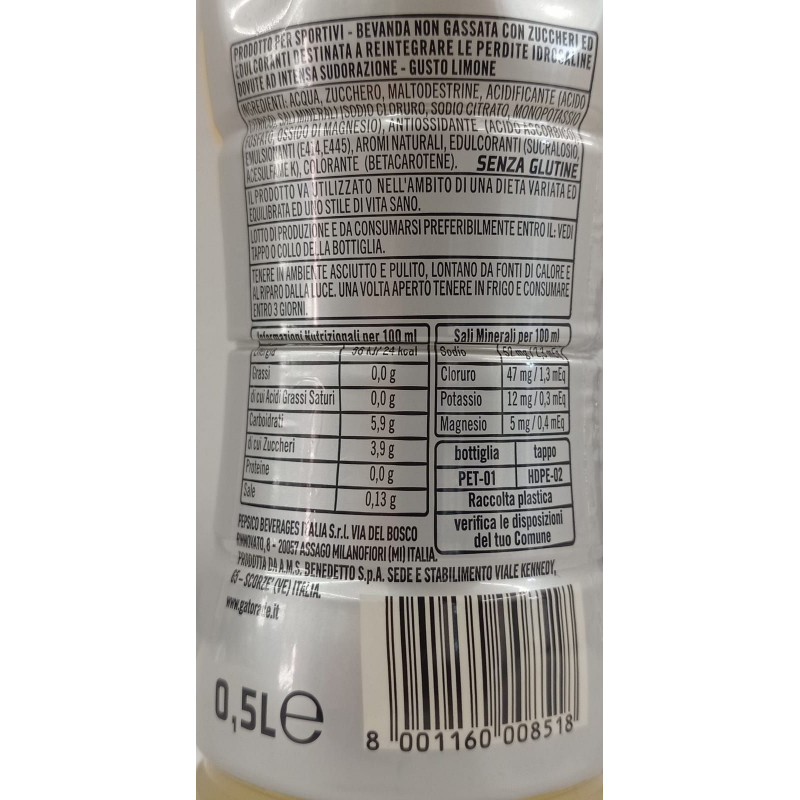 PRODOTTO PER SPORTIVI - BEVANDA NON GASSATA CON ZUCCHERI ED
EDULCORANTI DESTINATA A REINTEGRARE LE PERDITE IDROSALINE
DOVUTE AD INTENSA SUDORAZIONE - GUSTO LIMONE
INGREDIENTI: ACQUA, ZUCCHERO, MALTODESTRINE, ACIDIFICANTE (ACIDO
CITRICO), SALI MINERALI (SODIO CLORURO, SODIO CITRATO, MONOPOTASSIO
FOSFATO, OSSIDO DI MAGNESIO), ANTIOSSIDANTE (ACIDO ASCORBICO),
EMULSIONANTI (E414,E445), AROMI NATURALI, EDULCORANTI (SUCRALOSIO,
ACESULFAME K), COLORANTE (BETACAROTENE). SENZA GLUTINE
IL PRODOTTO VA UTILIZZATO NELL'AMBITO DI UNA DIETA VARIATA ED
EQUILIBRATA ED UNO STILE DI VITA SANO.
LOTTO DI PRODUZIONE E DA CONSUMARSI PREFERIBILMENTE ENTRO IL: VEDI
TAPPO O COLLO DELLA BOTTIGLIA.
TENERE IN AMBIENTE ASCIUTTO E PULITO, LONTANO DA FONTI DI CALORE E
AL RIPARO DALLA LUCE. UNA VOLTA APERTO TENERE IN FRIGO E CONSUMARE
ENTRO 3 GIORNI.
Informazioni Nutrizionali per 100 ml
Energia kJ/ 24 kcal
Grassi 0,0 g
di cui Acidi Grassi Saturi 0,0 g
Carboidrati 5,9 g
di cui Zuccheri 3,9 g
Proteine 0,0 g
Sale 0,13 g
Sali Minerali per 100 ml
Sodio
Cloruro 47 mg / 1,3 mEq
Potassio 12 mg / 0,3 mEq
Magnesio 5 mg / 0,4 mEq
bottiglia tappo
PET-01 HDPE-02
Raccolta plastica
verifica le disposizioni
del tuo Comune
PEPSICO BEVERAGES ITALIA S.r.l. VIA DEL BOSCO
RINNOVATO, 8 - 20057 ASSAGO MILANOFIORI (MI) ITALIA.
PRODOTTA DA A.M.S. BENEDETTO S.p.A. SEDE E STABILIMENTO VIALE KENNEDY,
65 - SCORZE' (VE) ITALIA.
www.gatorade.it
0,5L e
8 001160 008518